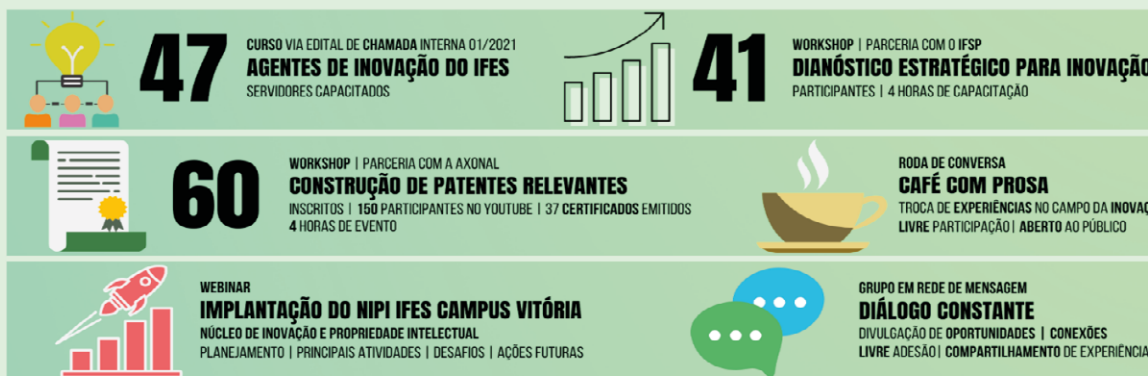 47
CURSO VIA EDITAL DE CHAMADA INTERNA 01/2021
AGENTES DE INOVAÇÃO DO IFES
SERVIDORES CAPACITADOS
41
WORKSHOP | PARCERIA COM O IFSP
DIANÓSTICO ESTRATÉGICO PARA INOVAÇÃO
PARTICIPANTES | 4 HORAS DE CAPACITAÇÃO
60
WORKSHOP | PARCERIA COM A AXONAL
CONSTRUÇÃO DE PATENTES RELEVANTES
INSCRITOS | 150 PARTICIPANTES NO YOUTUBE | 37 CERTIFICADOS EMITIDOS
4 HORAS DE EVENTO
RODA DE CONVERSA
CAFÉ COM PROSA
TROCA DE EXPERIÊNCIAS NO CAMPO DA
LIVRE PARTICIPAÇÃO| ABERTO AO PÚBLICO
WEBINAR
IMPLANTAÇÃO DO NIPI IFES CAMPUS VITÓRIA
NÚCLEO DE INOVAÇÃO E PROPRIEDADE INTELECTUAL
PLANEJAMENTO | PRINCIPAIS ATIVIDADES | DESAFIOS | AÇÕES FUTURAS
GRUPO EM REDE DE MENSAGEM
DIÁLOGO CONSTANTE
DIVULGAÇÃO DE OPORTUNIDADES | CONEXÕES
LIVRE ADESÃO| COMPARTILHAMENTO DE EXPERIÊNCIA